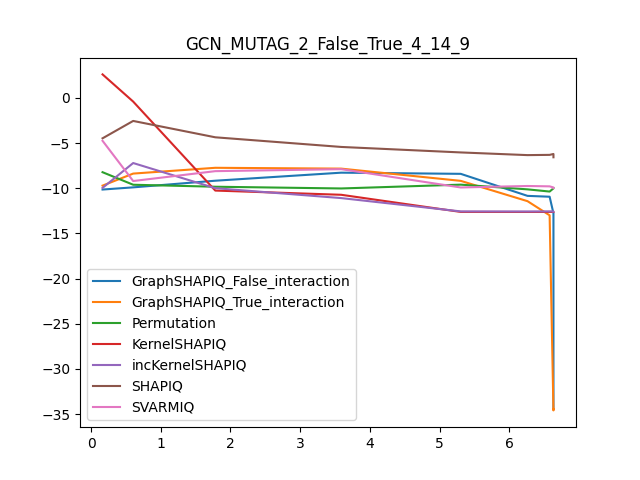 GCN_MUTAG_2_False_True_4_14_9
0
−5
−10
−15
−20
−25
−30
−35
GraphSHAPIQ_False_interaction
GraphSHAPIQ_True_interaction
Permutation
KernelSHAPIQ
incKernelSHAPIQ
SHAPIQ
SVARMIQ
0 1 2 3 4 5 6